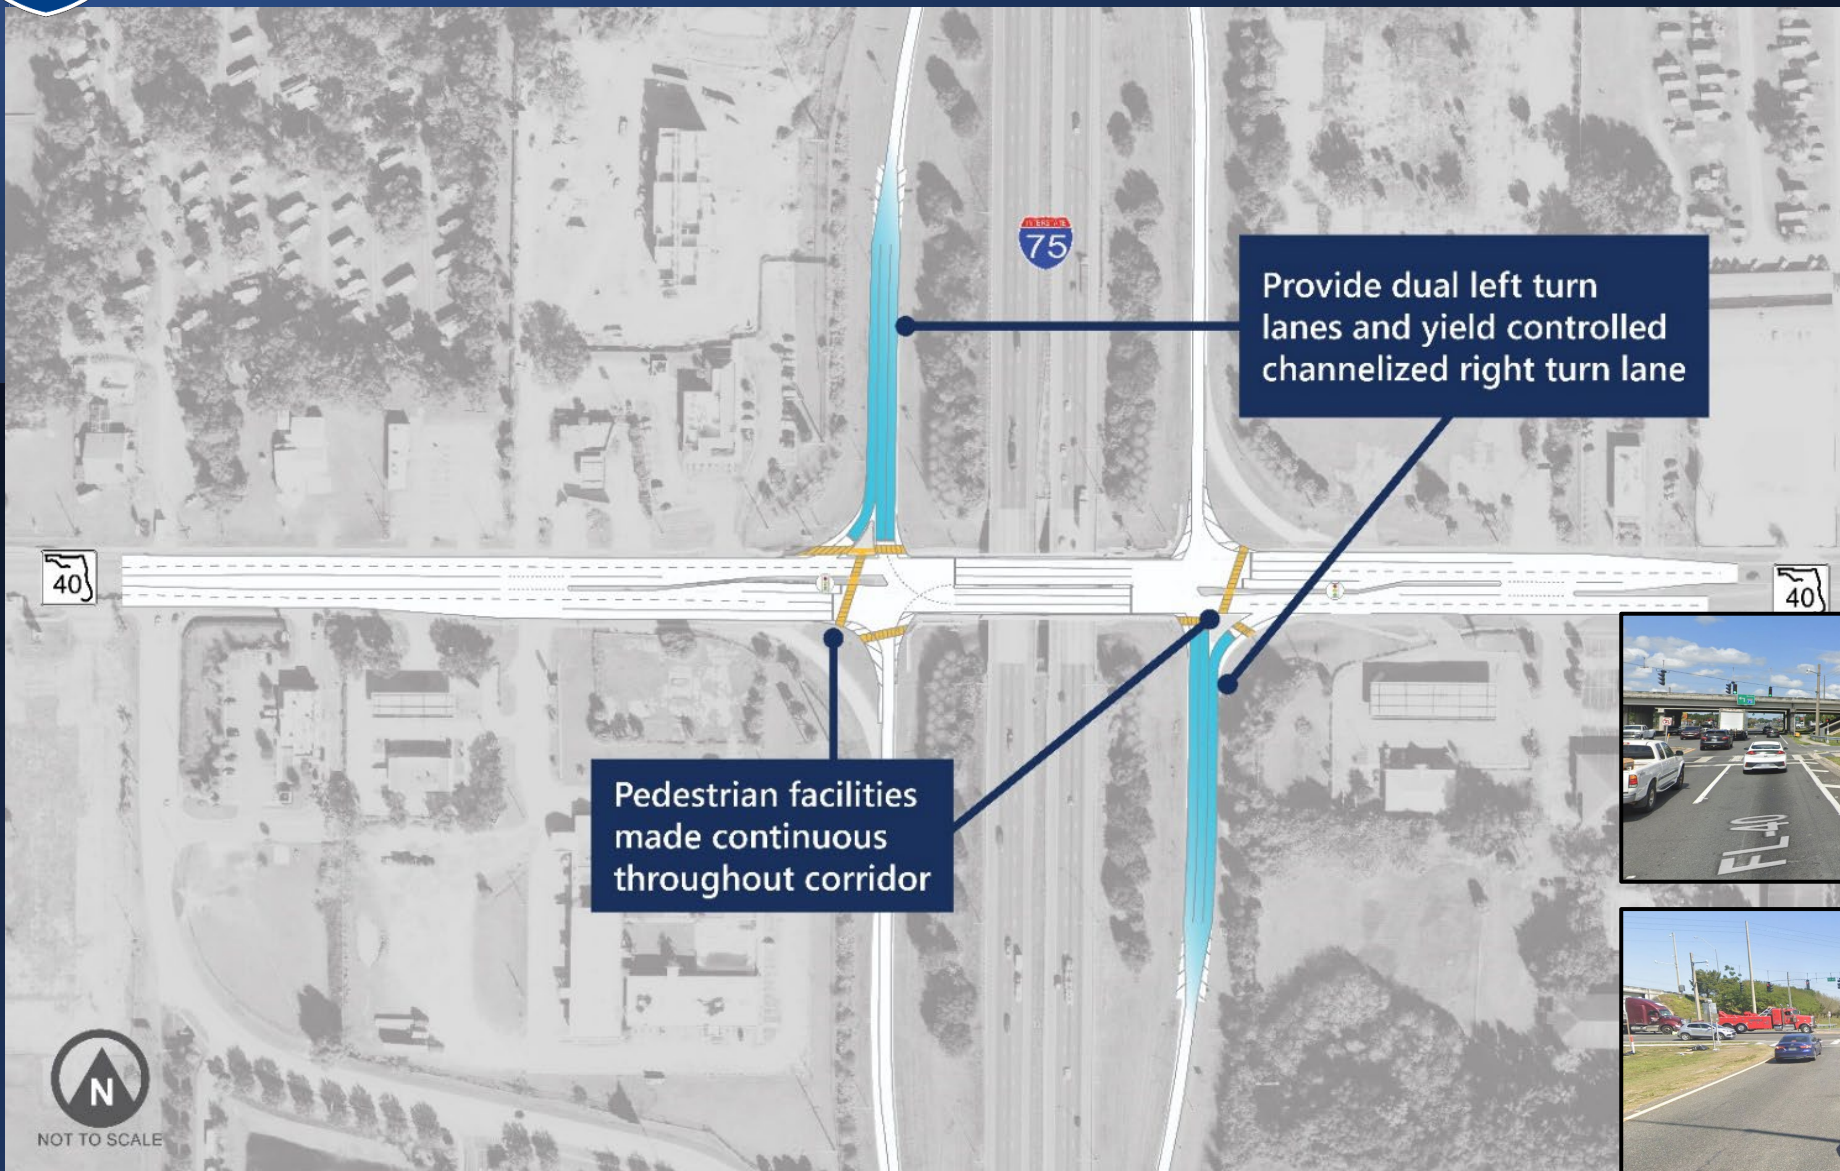 INTERSTATE
75
Provide dual left turn
lanes and yield controlled
channelized right turn lane
40
40
Pedestrian facilities
made continuous
throughout corridor
FL-40
N
NOT TO SCALE